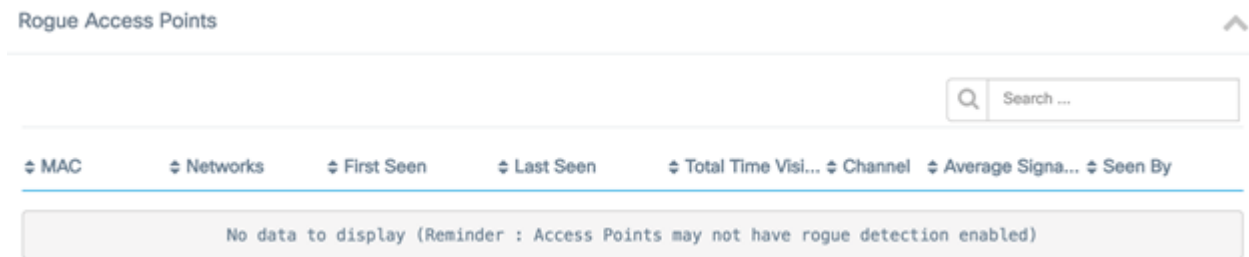 Rogue Access Points
Search ...
MAC Networks First Seen Last Seen Total Time Visi... Channel Average Signa... Seen By
No data to display (Reminder : Access Points may not have rogue detection enabled)